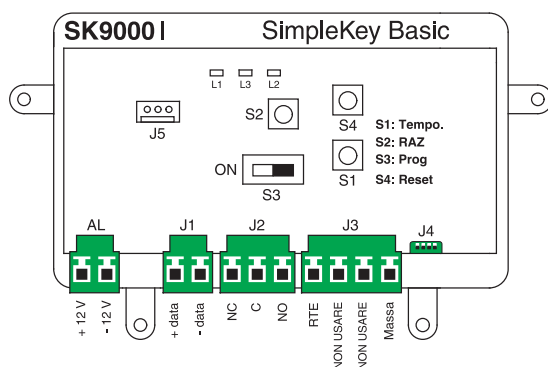 SK9000I SimpleKey Basic
L1 L3 L2
J5
S2
S4
S1: Tempo.
S2: RAZ
S3: Prog
S4: Reset
ON
S3
S1
AL J1 J2 J3 J4
+ 12 V
- 12 V
+ data
- data
NC
C
NO
RTE
NON USARE
NON USARE
Massa